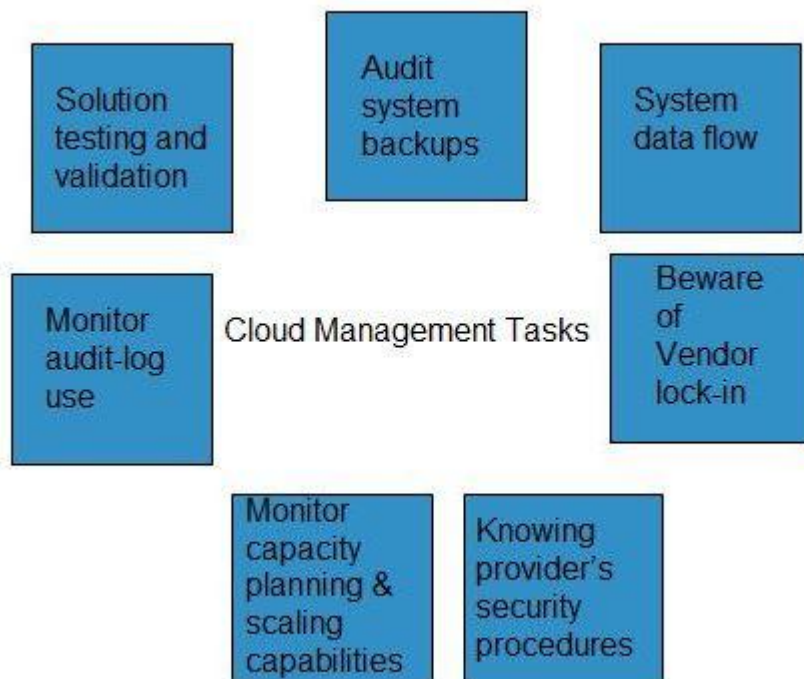 Audit
system
backups
Solution
testing and
validation
System
data flow
Beware
of
Vendor
lock-in
Monitor
audit-log
use
Cloud Management Tasks
Monitor
capacity
planning &
scaling
capabilities
Knowing
provider’s
security
procedures